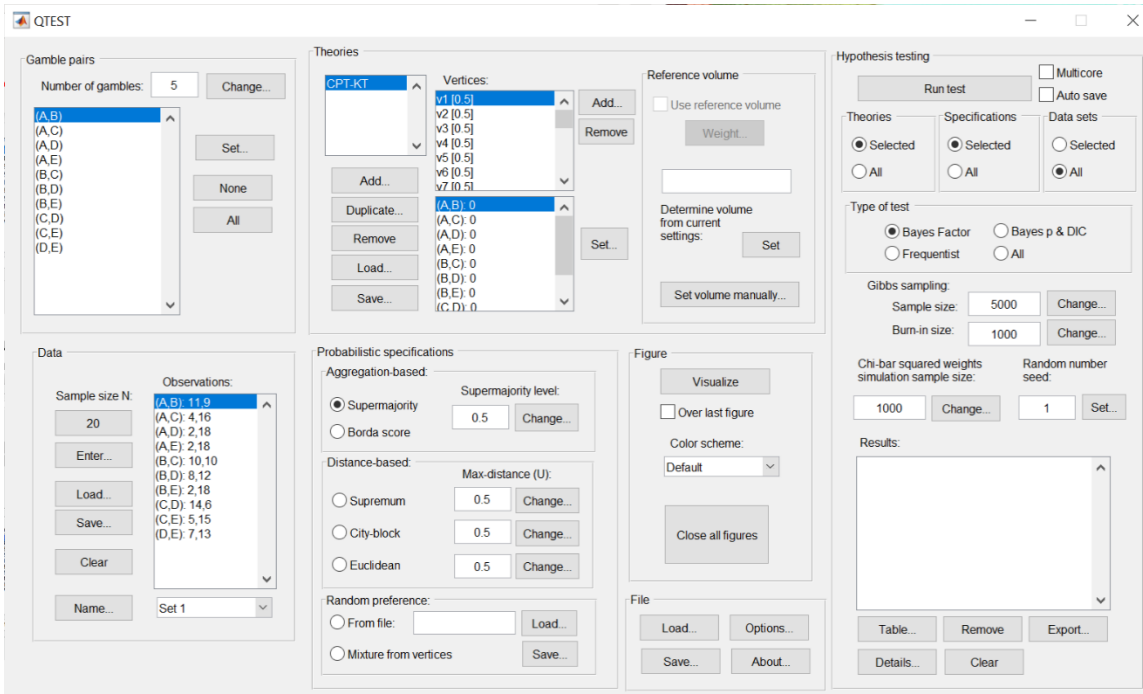 QTEST
Gamble pairs
Number of gambles: 5 Change...
(A,B)
(A,C)
(A,D)
(A,E)
(B,C)
(B,D)
(B,E)
(C,D)
(C,E)
(D,E)
Set...
None
All
Theories
CPT-KT
Add...
Duplicate...
Remove
Load...
Save...
Vertices:
v1 [0.5]
v2 [0.5]
v3 [0.5]
v4 [0.5]
v5 [0.5]
v6 [0.5]
v7 [0.5]
Add...
Remove
(A,B): 0
(A,C): 0
(A,D): 0
(A,E): 0
(B,C): 0
(B,D): 0
(B,E): 0
(C,D): 0
Set...
Reference volume
Use reference volume
Weight...
Determine volume
from current
settings:
Set
Set volume manually...
Hypothesis testing
Run test
Multicore
Auto save
Theories
Selected
All
Specifications
Selected
All
Data sets
Selected
All
Type of test
Bayes Factor Bayes p & DIC
Frequentist All
Gibbs sampling:
Sample size: 5000 Change...
Burn-in size: 1000 Change...
Chi-bar squared weights
simulation sample size:
1000 Change...
Random number
seed:
1 Set...
Results:
Table... Remove Export...
Details... Clear
Data
Sample size N:
20
Enter...
Load...
Save...
Clear
Name...
Observations:
(A,B): 11,9
(A,C): 4,16
(A,D): 2,18
(A,E): 2,18
(B,C): 10,10
(B,D): 8,12
(B,E): 2,18
(C,D): 14,6
(C,E): 5,15
(D,E): 7,13
Set 1
Probabilistic specifications
Aggregation-based:
Supermajority level:
Supermajority 0.5 Change...
Borda score
Distance-based:
Max-distance (U):
Supremum 0.5 Change...
City-block 0.5 Change...
Euclidean 0.5 Change...
Random preference:
From file: Load...
Mixture from vertices Save...
Figure
Visualize
Over last figure
Color scheme:
Default
Close all figures
File
Load... Options...
Save... About...